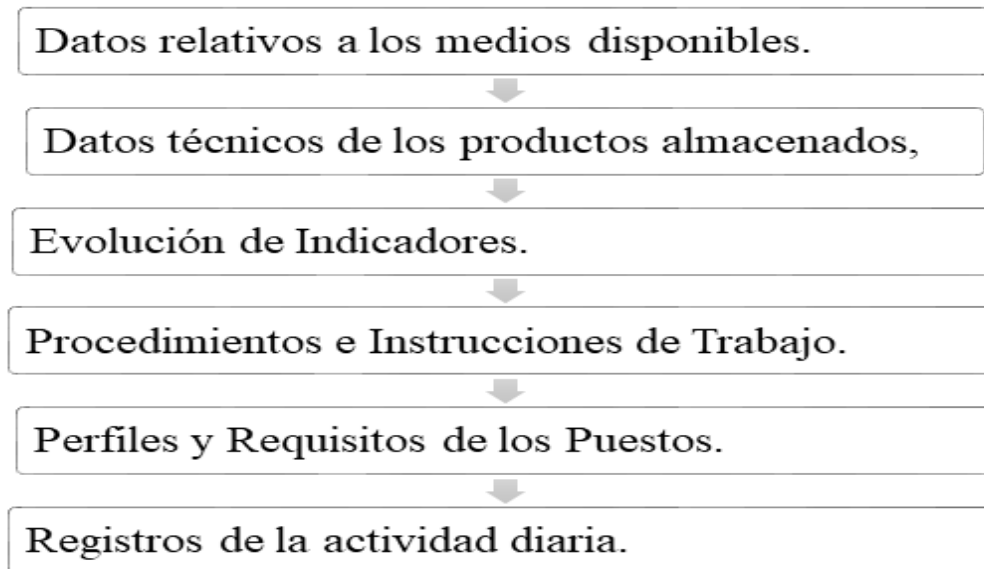 Datos relativos a los medios disponibles.
Datos técnicos de los productos almacenados,
Evolución de Indicadores.
Procedimientos e Instrucciones de Trabajo.
Perfiles y Requisitos de los Puestos.
Registros de la actividad diaria.